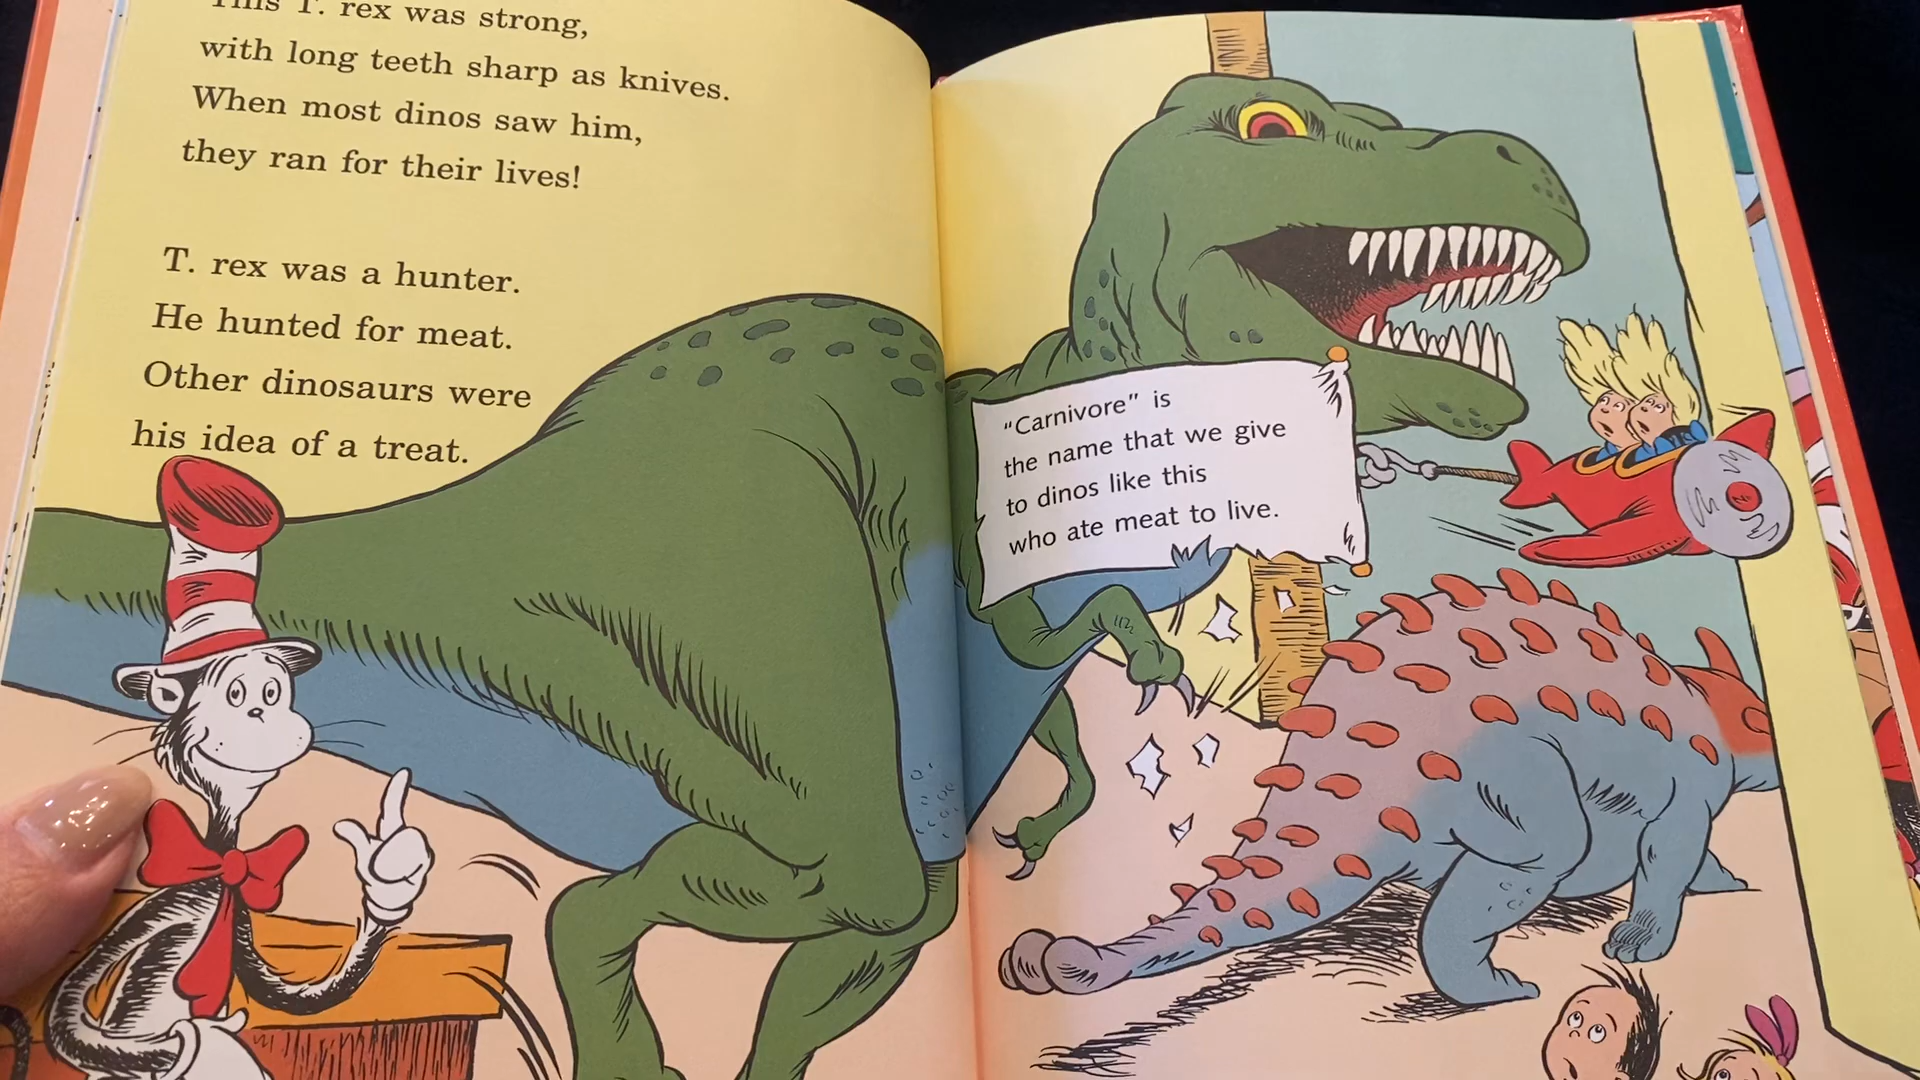 This T. rex was strong,
with long teeth sharp as knives.
When most dinos saw him,
they ran for their lives!
T. rex was a hunter.
He hunted for meat.
Other dinosaurs were
his idea of a treat.
“Carnivore” is
the name that we give
to dinos like this
who ate meat to live.